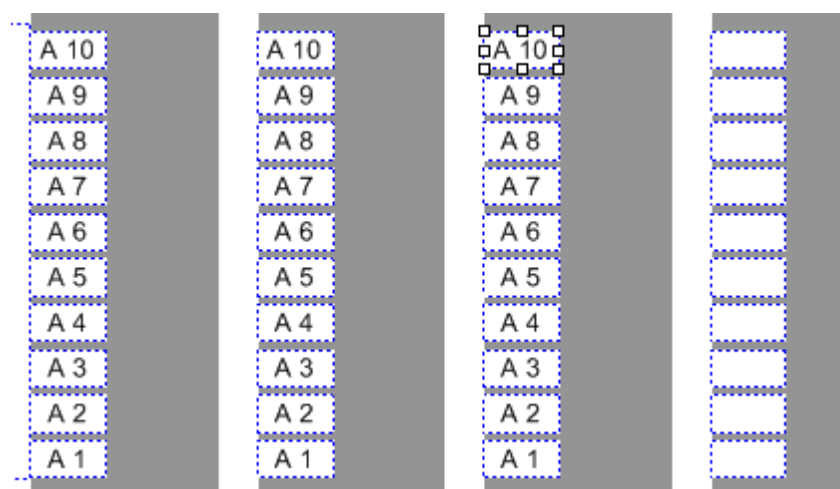 A 10 A 10 A 10
A 9 A 9 A 9
A 8 A 8 A 8
A 7 A 7 A 7
A 6 A 6 A 6
A 5 A 5 A 5
A 4 A 4 A 4
A 3 A 3 A 3
A 2 A 2 A 2
A 1 A 1 A 1